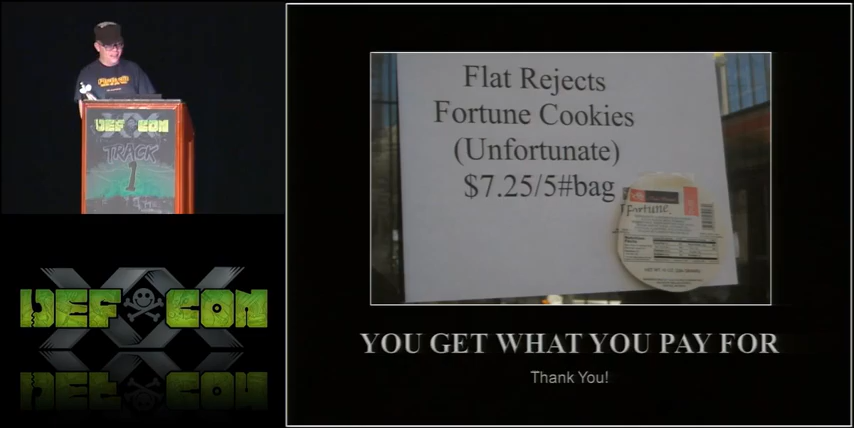 DEF CON
TRACK
1
DEF CON
Flat Rejects
Fortune Cookies
(Unfortunate)
$7.25/5#bag
Fortune
YOU GET WHAT YOU PAY FOR
Thank You!